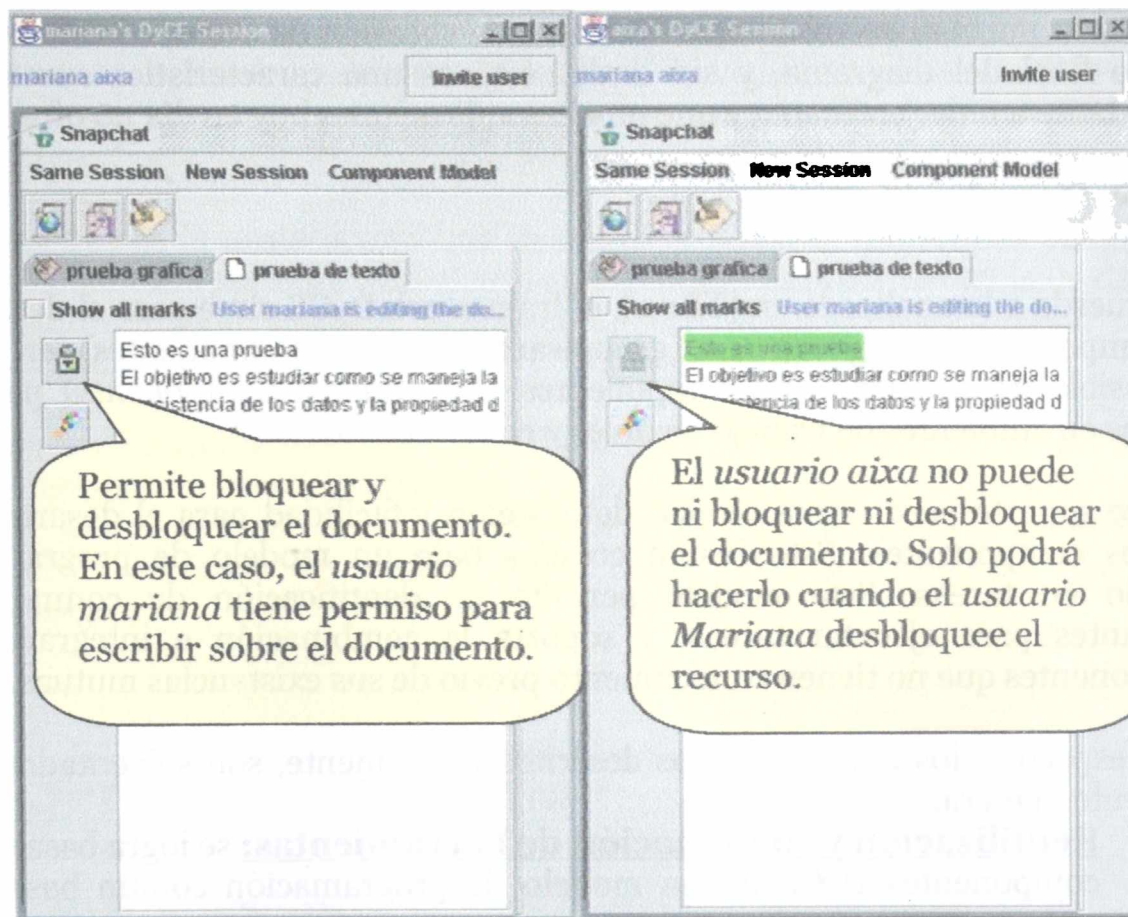 mariana's DyCE Session
mariana aixa
Invite user
Snapchat
Same Session New Session Component Model
prueba grafica prueba de texto
Show all marks User mariana is editing the do...
Esto es una prueba
El objetivo es estudiar como se maneja la
sistencia de los datos y la propiedad d
Permite bloquear y
desbloquear el documento.
En este caso, el usuario
mariana tiene permiso para
escribir sobre el documento.
aixa's DyCE Session
mariana aixa
Invite user
Snapchat
Same Session New Session Component Model
prueba grafica prueba de texto
Show all marks User mariana is editing the do...
Esto es una prueba
El objetivo es estudiar como se maneja la
sistencia de los datos y la propiedad d
El usuario aixa no puede
ni bloquear ni desbloquear
el documento. Solo podrá
hacerlo cuando el usuario
Mariana desbloquee el
recurso.